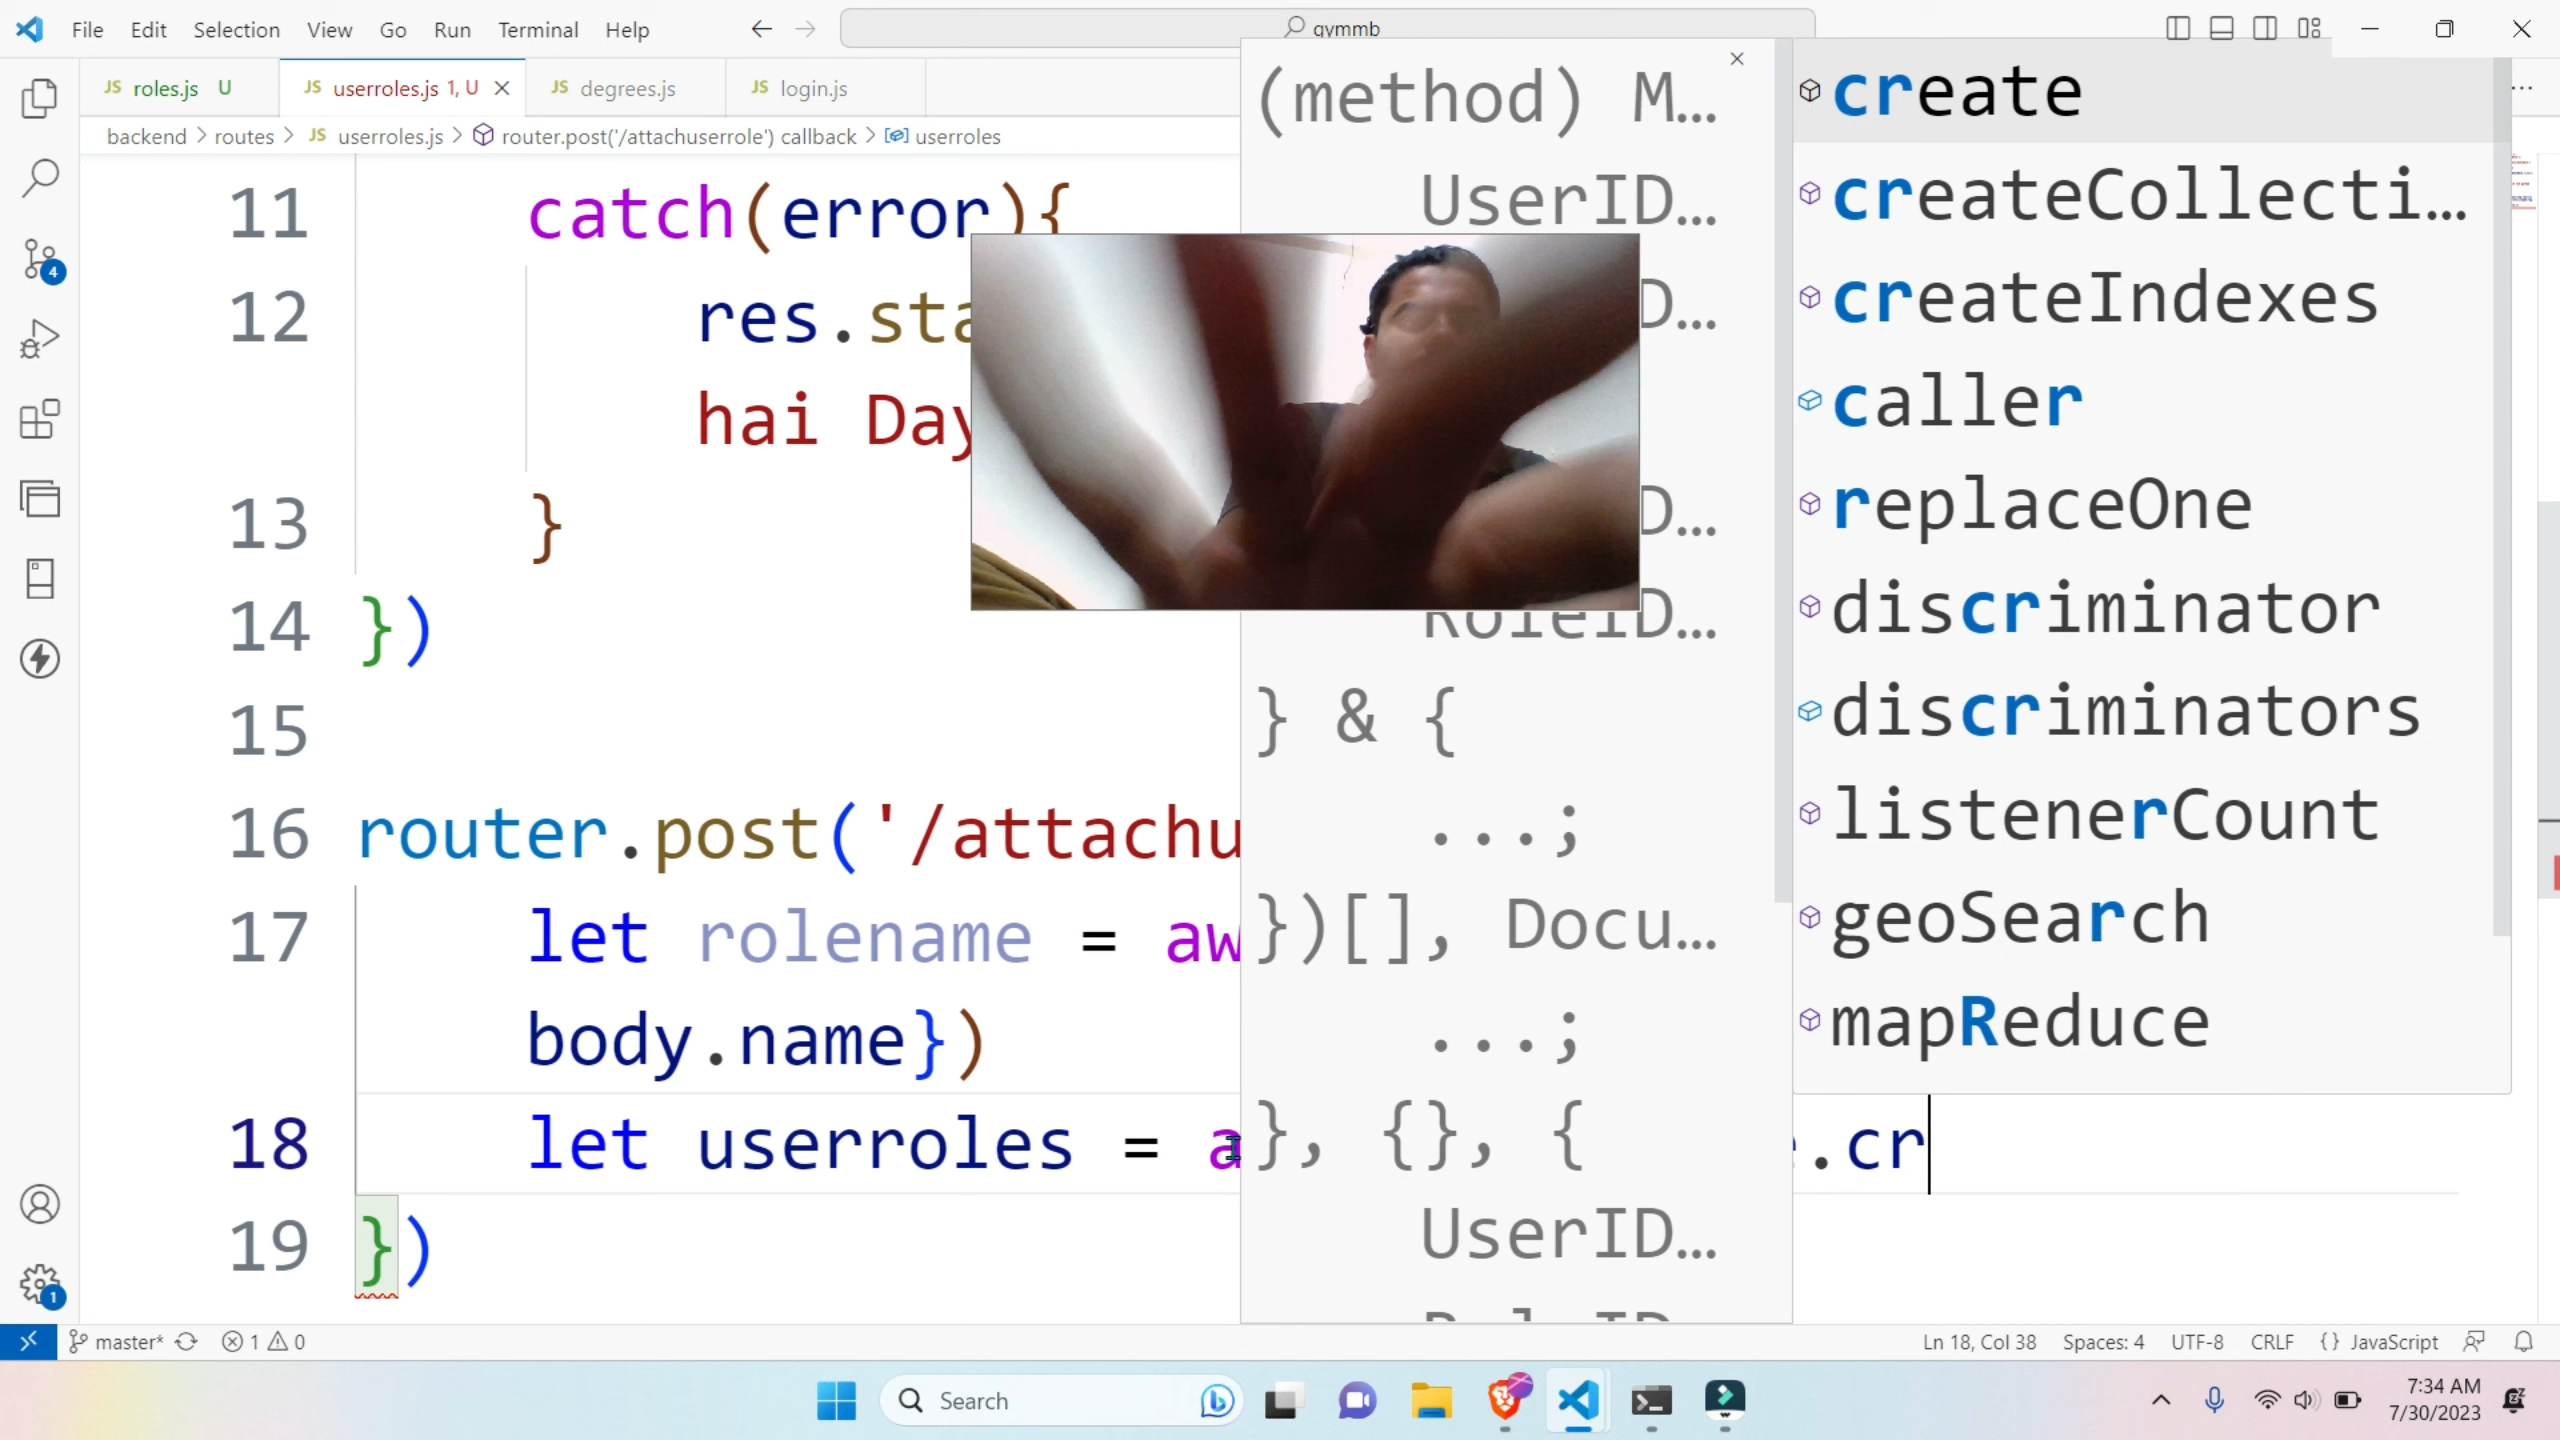 File Edit Selection View Go Run Terminal Help
gymmb
JS roles.js U
JS userroles.js 1, U
JS degrees.js
JS login.js
backend > routes > JS userroles.js > router.post('/attachuserrole') callback > userroles
11 catch(error){
12 res.sta
hai Day
13 }
14 })
15
16 router.post('/attachu
17 let rolename = aw
body.name})
18 let userroles = a
.cr
19 })
(method) M…
UserID…
D…
D…
RoleID…
} & {
...;
})[], Docu…
...;
}, {}, {
UserID…
create
createCollecti…
createIndexes
caller
replaceOne
discriminator
discriminators
listenerCount
geoSearch
mapReduce
4
1
master* 1 0
Ln 18, Col 38 Spaces: 4 UTF-8 CRLF {} JavaScript
Search
7:34 AM
7/30/2023